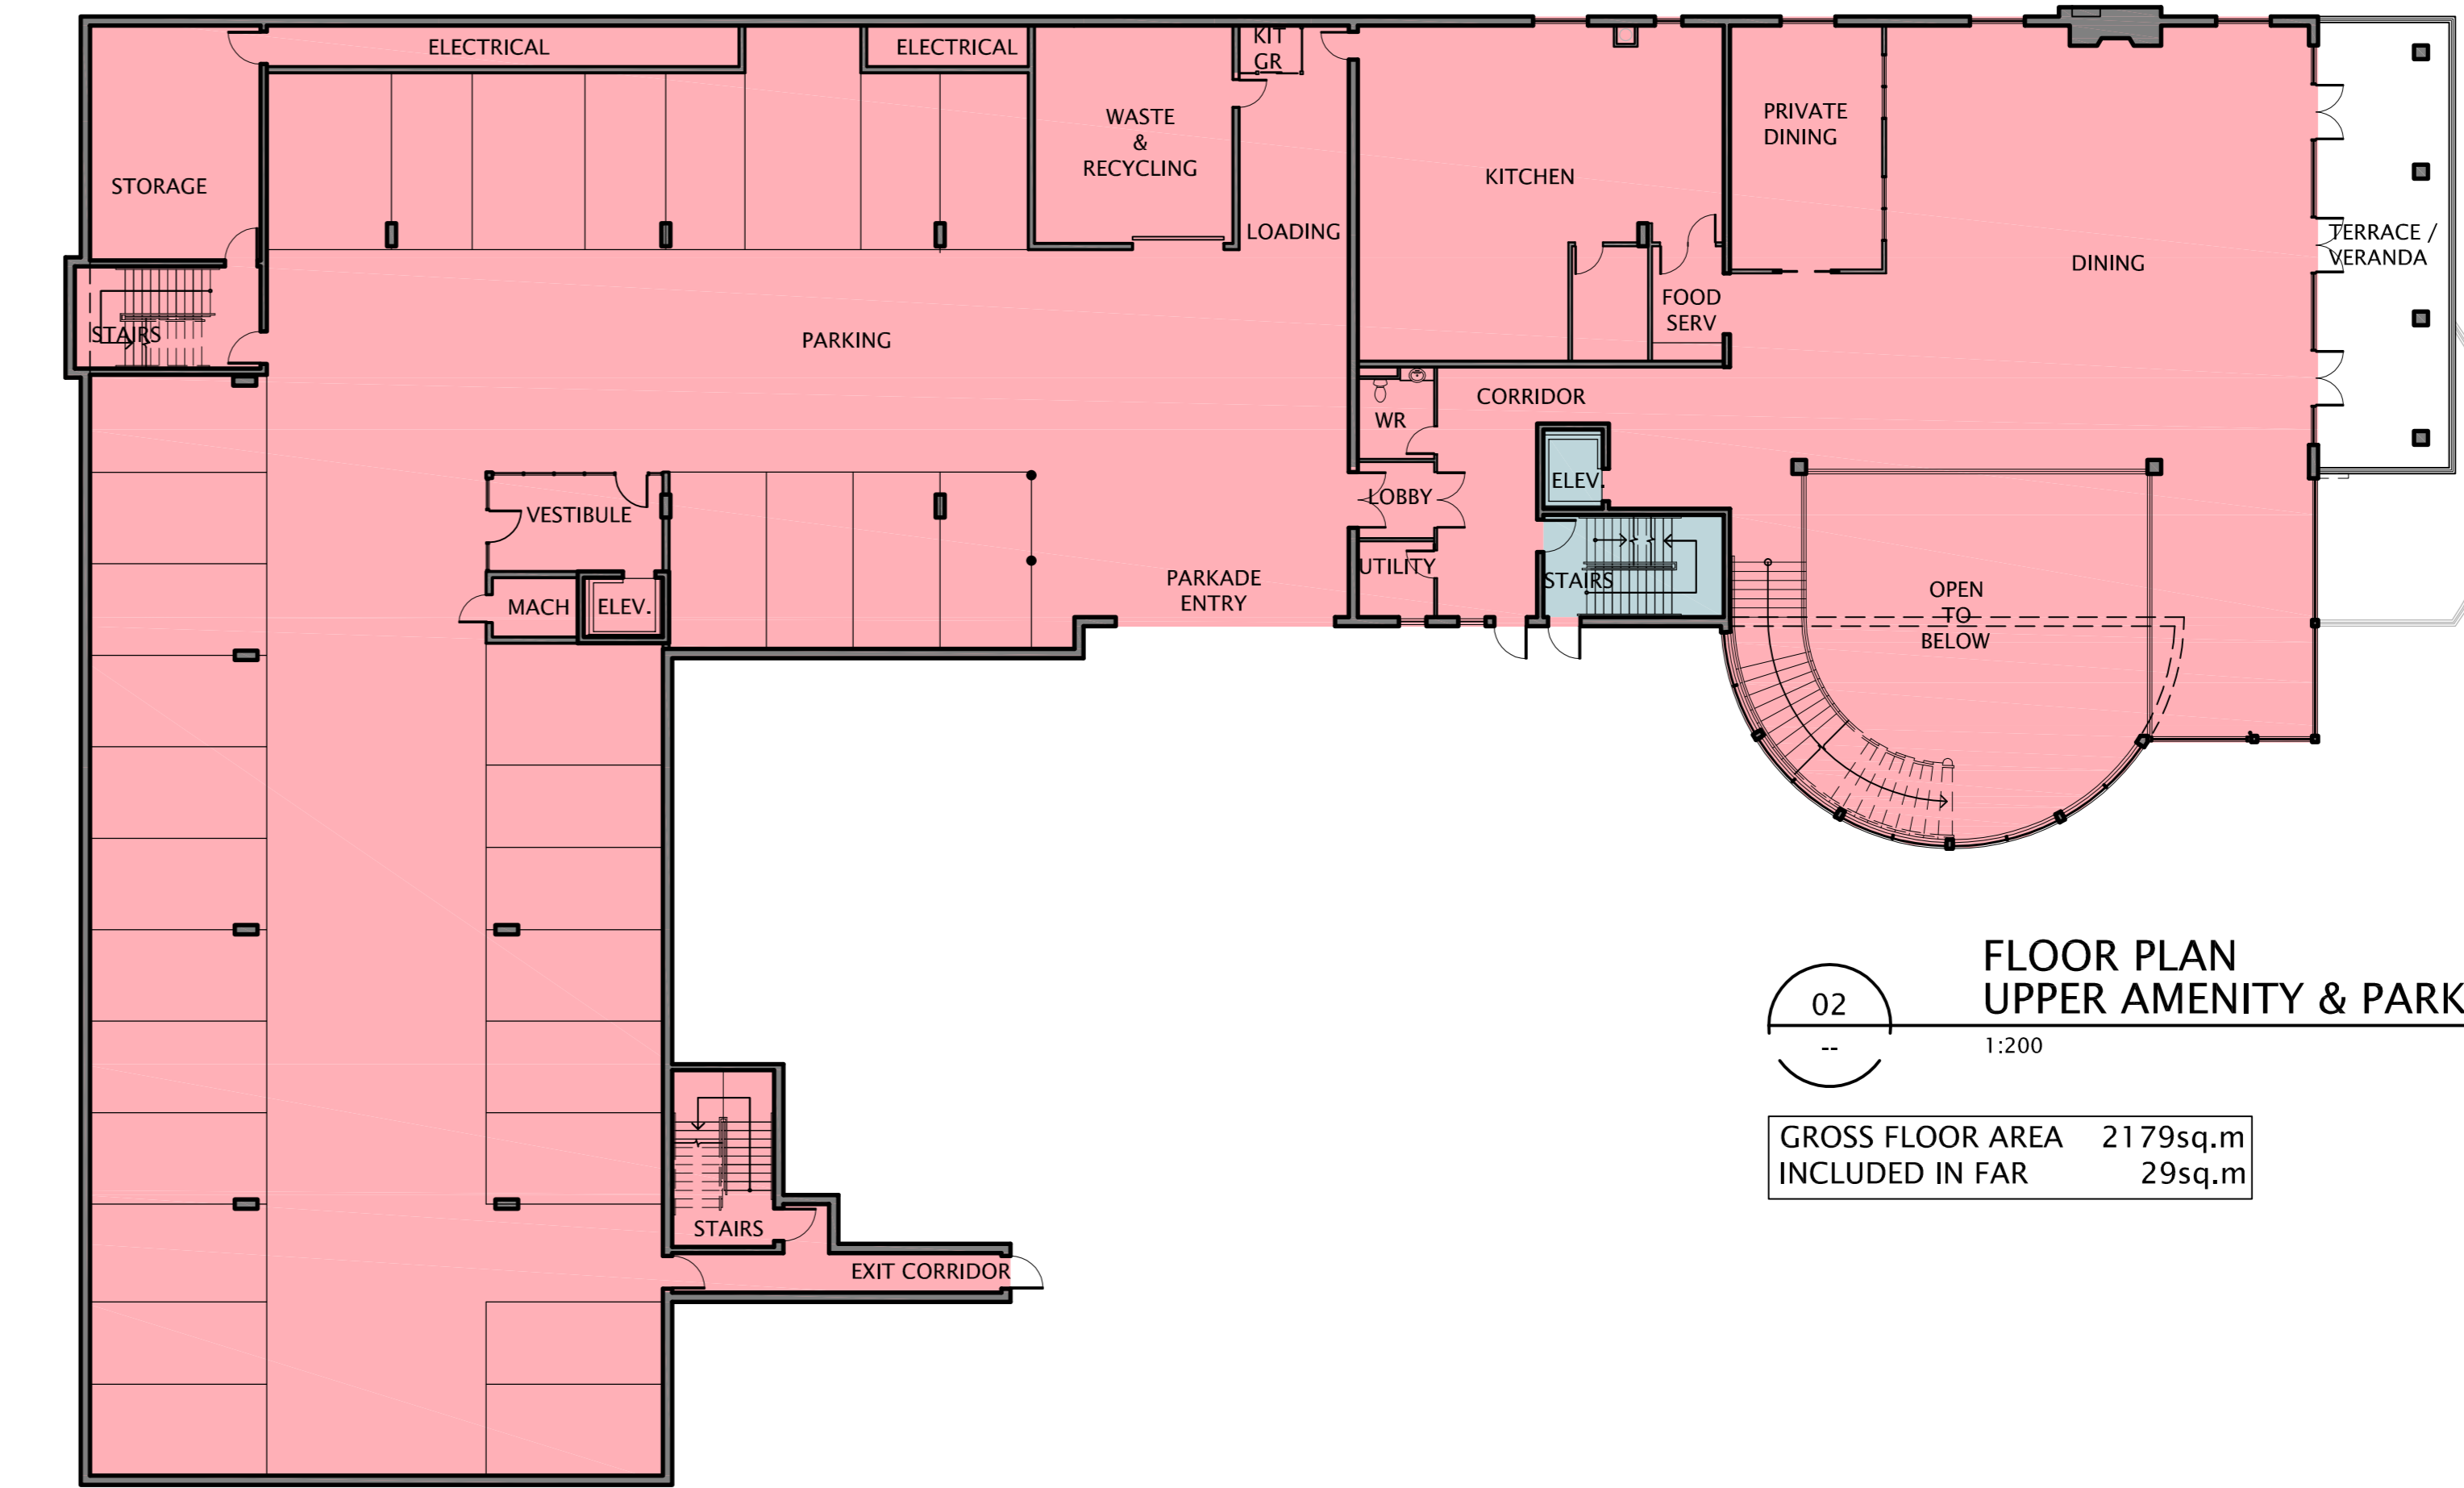 ELECTRICAL
ELECTRICAL
KIT
GR
WASTE
&
RECYCLING
PRIVATE
DINING
STORAGE
KITCHEN
LOADING
TERRACE /
VERANDA
DINING
FOOD
SERV
STAIRS
PARKING
CORRIDOR
WR
ELEV.
LOBBY
VESTIBULE
UTILITY
STAIRS
PARKADE
ENTRY
MACH
ELEV.
OPEN
TO
BELOW
FLOOR PLAN
UPPER AMENITY & PARK
02
--
1:200
GROSS FLOOR AREA 2179sq.m
INCLUDED IN FAR 29sq.m
STAIRS
EXIT CORRIDOR